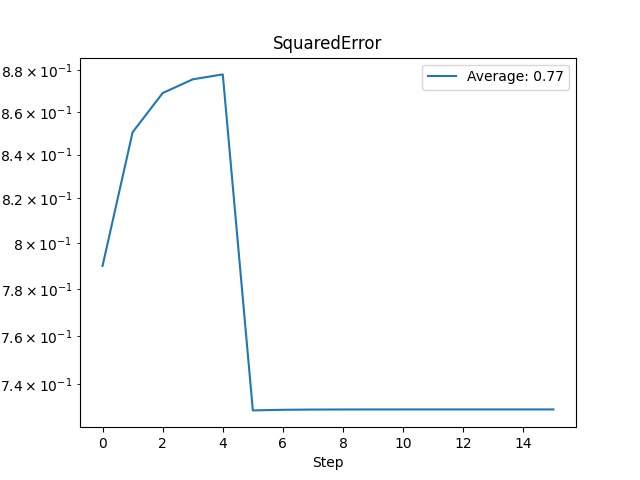 SquaredError
Average: 0.77
8.8 × 10⁻¹
8.6 × 10⁻¹
8.4 × 10⁻¹
8.2 × 10⁻¹
8 × 10⁻¹
7.8 × 10⁻¹
7.6 × 10⁻¹
7.4 × 10⁻¹
0 2 4 6 8 10 12 14
Step